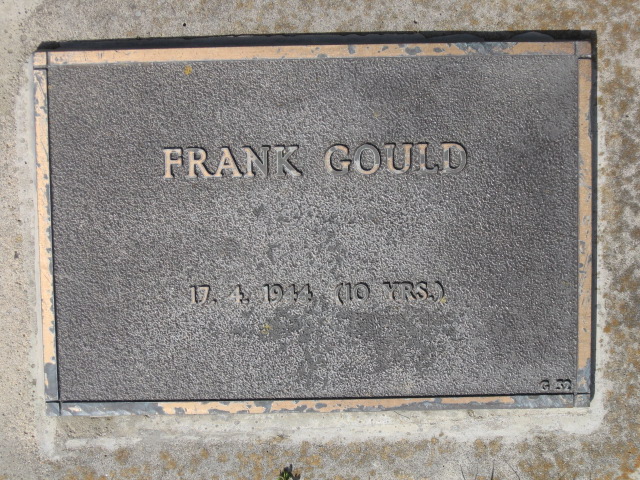 FRANK GOULD
17. 4. 1944 (10 YRS.)
G 52